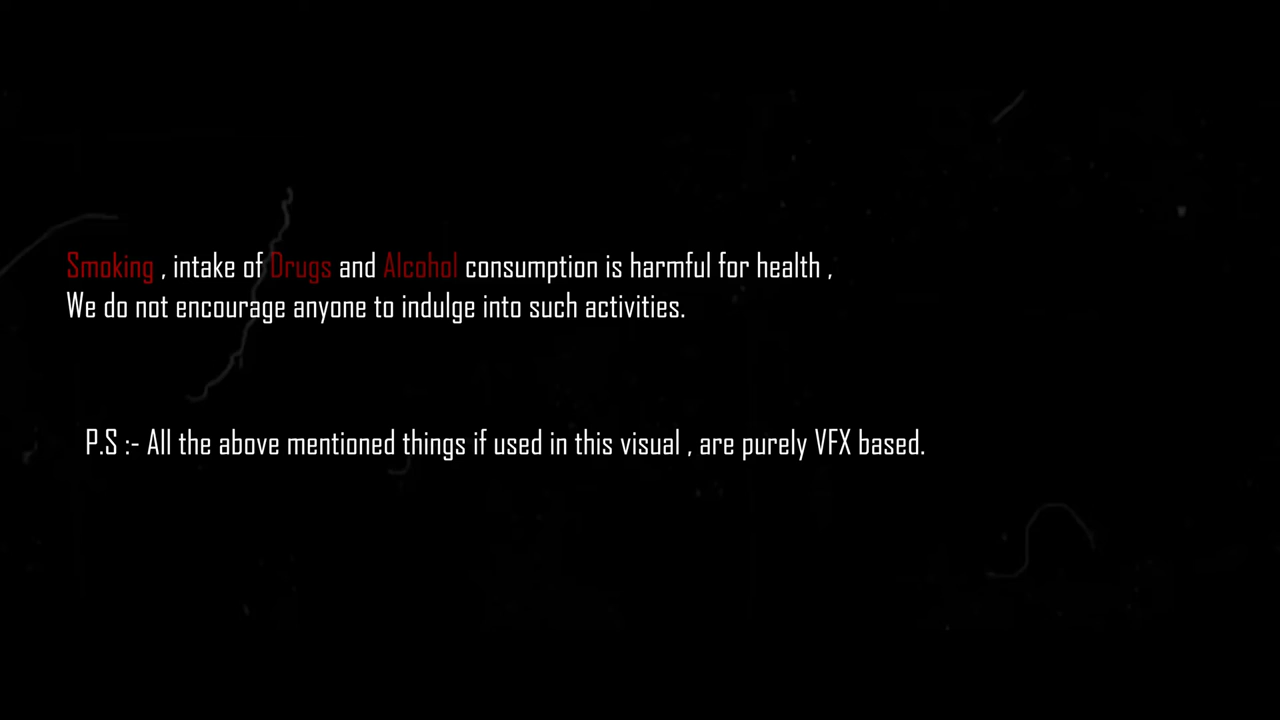 Smoking , intake of Drugs and Alcohol consumption is harmful for health ,
We do not encourage anyone to indulge into such activities.
P.S :- All the above mentioned things if used in this visual , are purely VFX based.